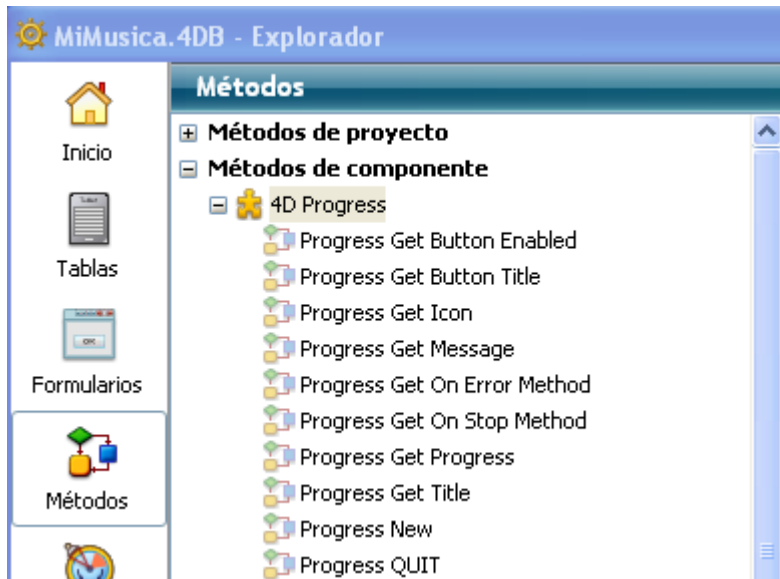 MiMusica.4DB - Explorador
Inicio
Tablas
Formularios
Métodos
Métodos
Métodos de proyecto
Métodos de componente
4D Progress
Progress Get Button Enabled
Progress Get Button Title
Progress Get Icon
Progress Get Message
Progress Get On Error Method
Progress Get On Stop Method
Progress Get Progress
Progress Get Title
Progress New
Progress QUIT